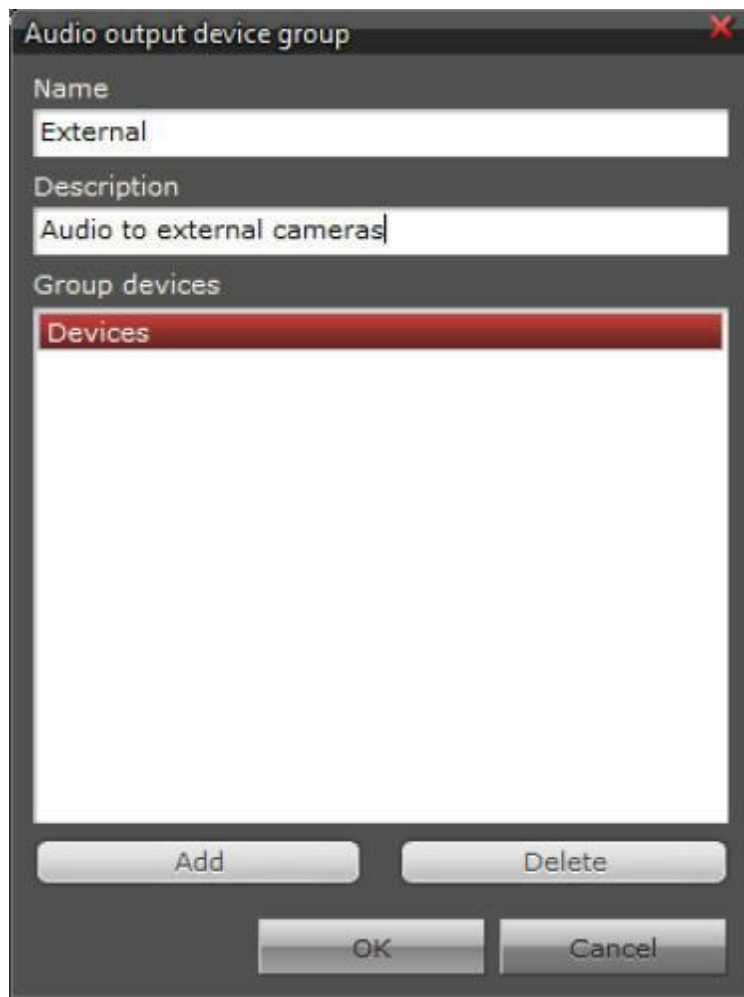 Audio output device group
Name
External
Description
Audio to external cameras
Group devices
Devices
Add Delete
OK Cancel